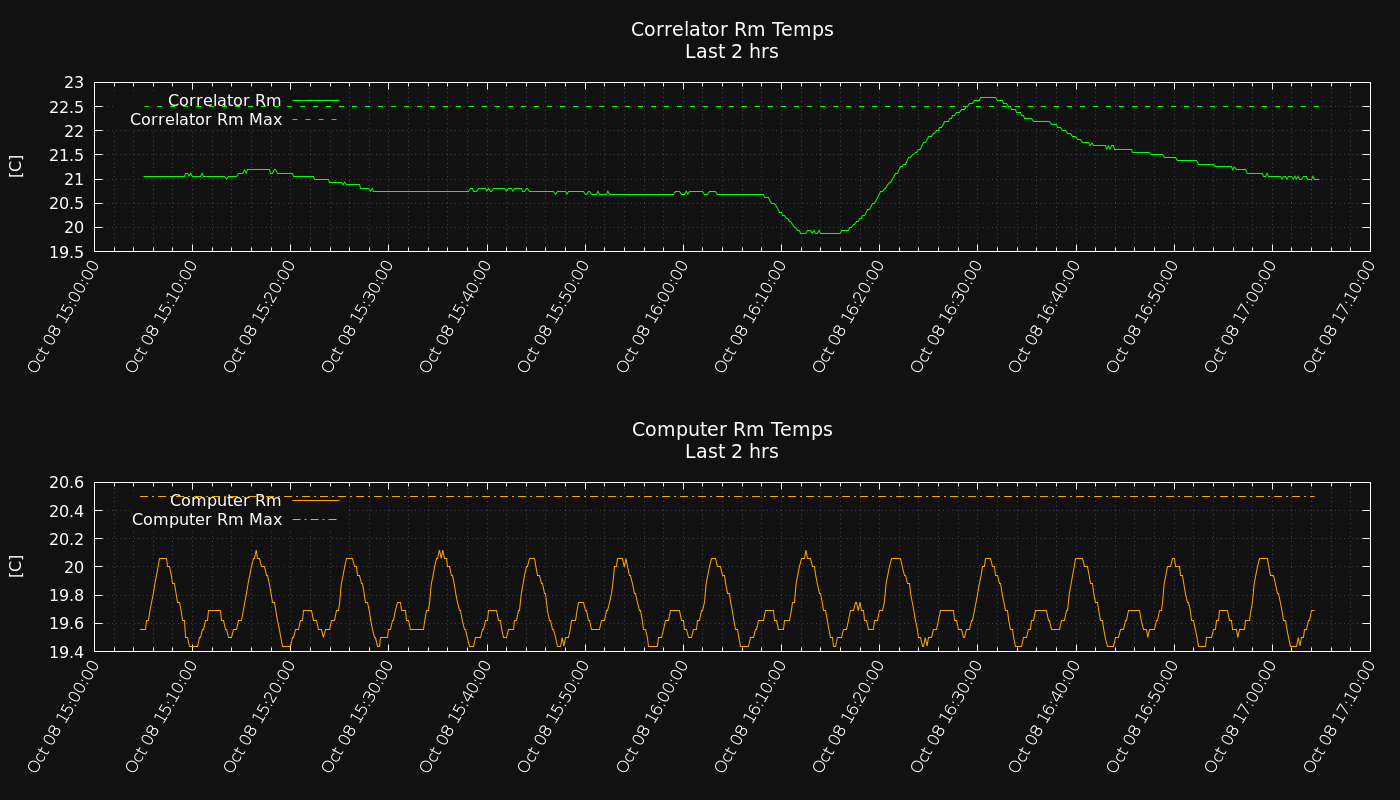 Correlator Rm Temps
Last 2 hrs
[C]
23
22.5
22
21.5
21
20.5
20
19.5
Correlator Rm
Correlator Rm Max
Oct 08 15:00:00
Oct 08 15:10:00
Oct 08 15:20:00
Oct 08 15:30:00
Oct 08 15:40:00
Oct 08 15:50:00
Oct 08 16:00:00
Oct 08 16:10:00
Oct 08 16:20:00
Oct 08 16:30:00
Oct 08 16:40:00
Oct 08 16:50:00
Oct 08 17:00:00
Oct 08 17:10:00
Computer Rm Temps
Last 2 hrs
[C]
20.6
20.4
20.2
20
19.8
19.6
19.4
Computer Rm
Computer Rm Max
Oct 08 15:00:00
Oct 08 15:10:00
Oct 08 15:20:00
Oct 08 15:30:00
Oct 08 15:40:00
Oct 08 15:50:00
Oct 08 16:00:00
Oct 08 16:10:00
Oct 08 16:20:00
Oct 08 16:30:00
Oct 08 16:40:00
Oct 08 16:50:00
Oct 08 17:00:00
Oct 08 17:10:00